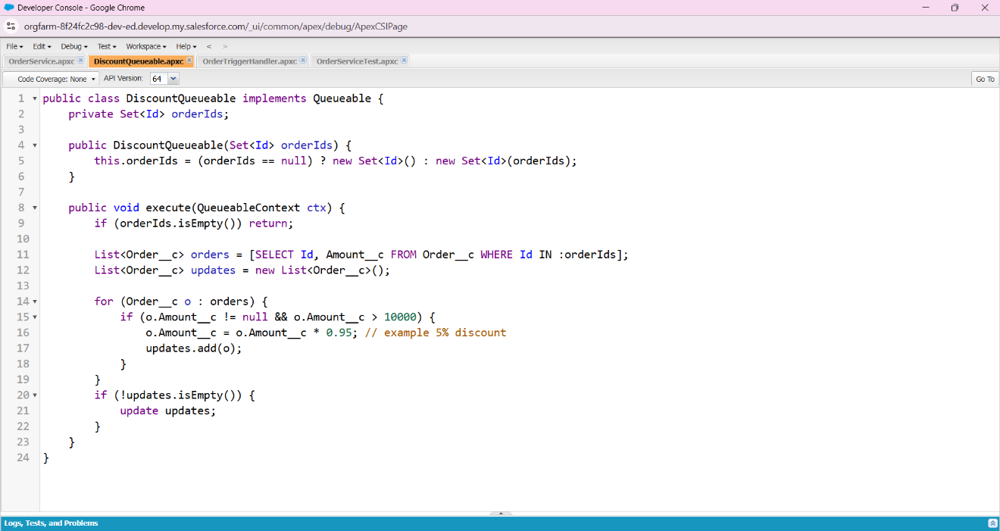 Developer Console - Google Chrome
orgfarm-8f24fc2c98-dev-ed.develop.my.salesforce.com/_ui/common/apex/debug/ApexCSIPage
File Edit Debug Test Workspace Help < >
OrderService.apxc DiscountQueueable.apxc OrderTriggerHandler.apxc OrderServiceTest.apxc
Code Coverage: None API Version: 64 Go To
1 public class DiscountQueueable implements Queueable {
2     private Set<Id> orderIds;
3
4     public DiscountQueueable(Set<Id> orderIds) {
5         this.orderIds = (orderIds == null) ? new Set<Id>() : new Set<Id>(orderIds);
6     }
7
8     public void execute(QueueableContext ctx) {
9         if (orderIds.isEmpty()) return;
10
11         List<Order__c> orders = [SELECT Id, Amount__c FROM Order__c WHERE Id IN :orderIds];
12         List<Order__c> updates = new List<Order__c>();
13
14         for (Order__c o : orders) {
15             if (o.Amount__c != null && o.Amount__c > 10000) {
16                 o.Amount__c = o.Amount__c * 0.95; // example 5% discount
17                 updates.add(o);
18             }
19         }
20         if (!updates.isEmpty()) {
21             update updates;
22         }
23     }
24 }
Logs, Tests, and Problems